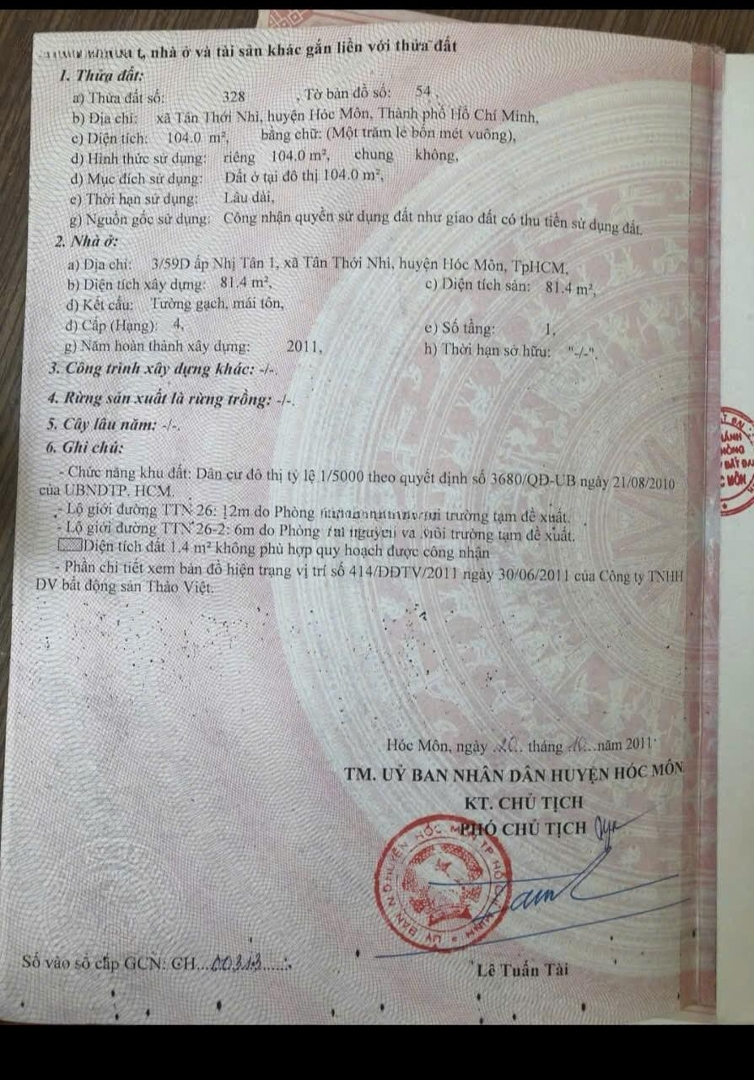 t, nhà ở và tài sản khác gắn liền với thửa đất
1. Thửa đất:
a) Thửa đất số: 328 , Tờ bản đồ số: 54 ,
b) Địa chỉ: xã Tân Thới Nhì, huyện Hóc Môn, Thành phố Hồ Chí Minh,
c) Diện tích: 104.0 m², bằng chữ: (Một trăm lẻ bốn mét vuông),
d) Hình thức sử dụng: riêng 104.0 m², chung không,
đ) Mục đích sử dụng: Đất ở tại đô thị 104.0 m²,
e) Thời hạn sử dụng: Lâu dài,
g) Nguồn gốc sử dụng: Công nhận quyền sử dụng đất như giao đất có thu tiền sử dụng đất.
2. Nhà ở:
a) Địa chỉ: 3/59D ấp Nhị Tân 1, xã Tân Thới Nhì, huyện Hóc Môn, TpHCM,
b) Diện tích xây dựng: 81.4 m², c) Diện tích sàn: 81.4 m²,
d) Kết cấu: Tường gạch, mái tôn,
đ) Cấp (Hạng): 4, e) Số tầng: 1,
g) Năm hoàn thành xây dựng: 2011, h) Thời hạn sở hữu: "-/-".
3. Công trình xây dựng khác: -/-.
4. Rừng sản xuất là rừng trồng: -/-.
5. Cây lâu năm: -/-.
6. Ghi chú:
- Chức năng khu đất: Dân cư đô thị tỷ lệ 1/5000 theo quyết định số 3680/QĐ-UB ngày 21/08/2010
của UBNDTP. HCM.
- Lộ giới đường TTN 26: 12m do Phòng trường tạm đề xuất.
- Lộ giới đường TTN 26-2: 6m do Phòng tài nguyên và môi trường tạm đề xuất.
Diện tích đất 1.4 m² không phù hợp quy hoạch được công nhận
- Phần chi tiết xem bản đồ hiện trạng vị trí số 414/ĐĐTV/2011 ngày 30/06/2011 của Công ty TNHH
DV bất động sản Thảo Việt.
Hóc Môn, ngày tháng năm 2011
TM. UỶ BAN NHÂN DÂN HUYỆN HÓC MÔN
KT. CHỦ TỊCH
PHÓ CHỦ TỊCH
Số vào sổ cấp GCN: CH...00313.....
Lê Tuấn Tài